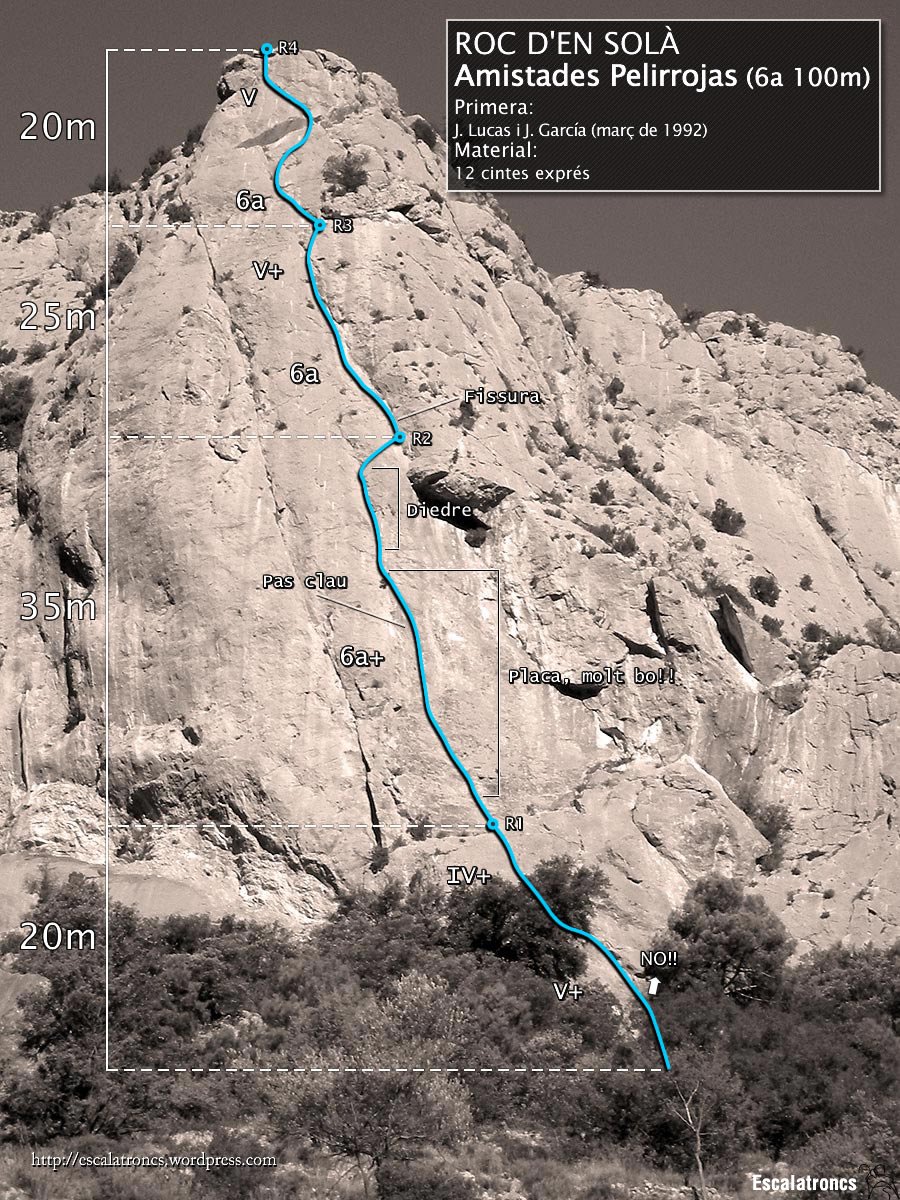 ROC D'EN SOLÀ
Amistades Pelirrojas (6a 100m)
Primera:
J. Lucas i J. García (març de 1992)
Material:
12 cintes exprés
R4
V
20m
6a
R3
V+
25m
6a
Fissura
R2
Diedre
Pas clau
35m
6a+
Placa, molt bo!!
R1
IV+
20m
NO!!
V+
http://escalatroncs.wordpress.com
Escalatroncs